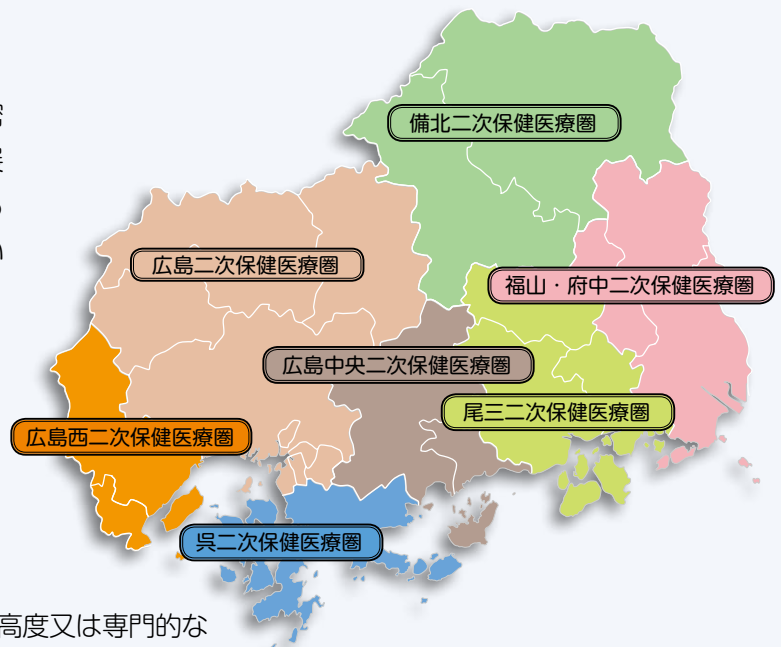 備北二次保健医療圏
広島二次保健医療圏
福山・府中二次保健医療圏
広島中央二次保健医療圏
尾三二次保健医療圏
広島西二次保健医療圏
呉二次保健医療圏
高度又は専門的な